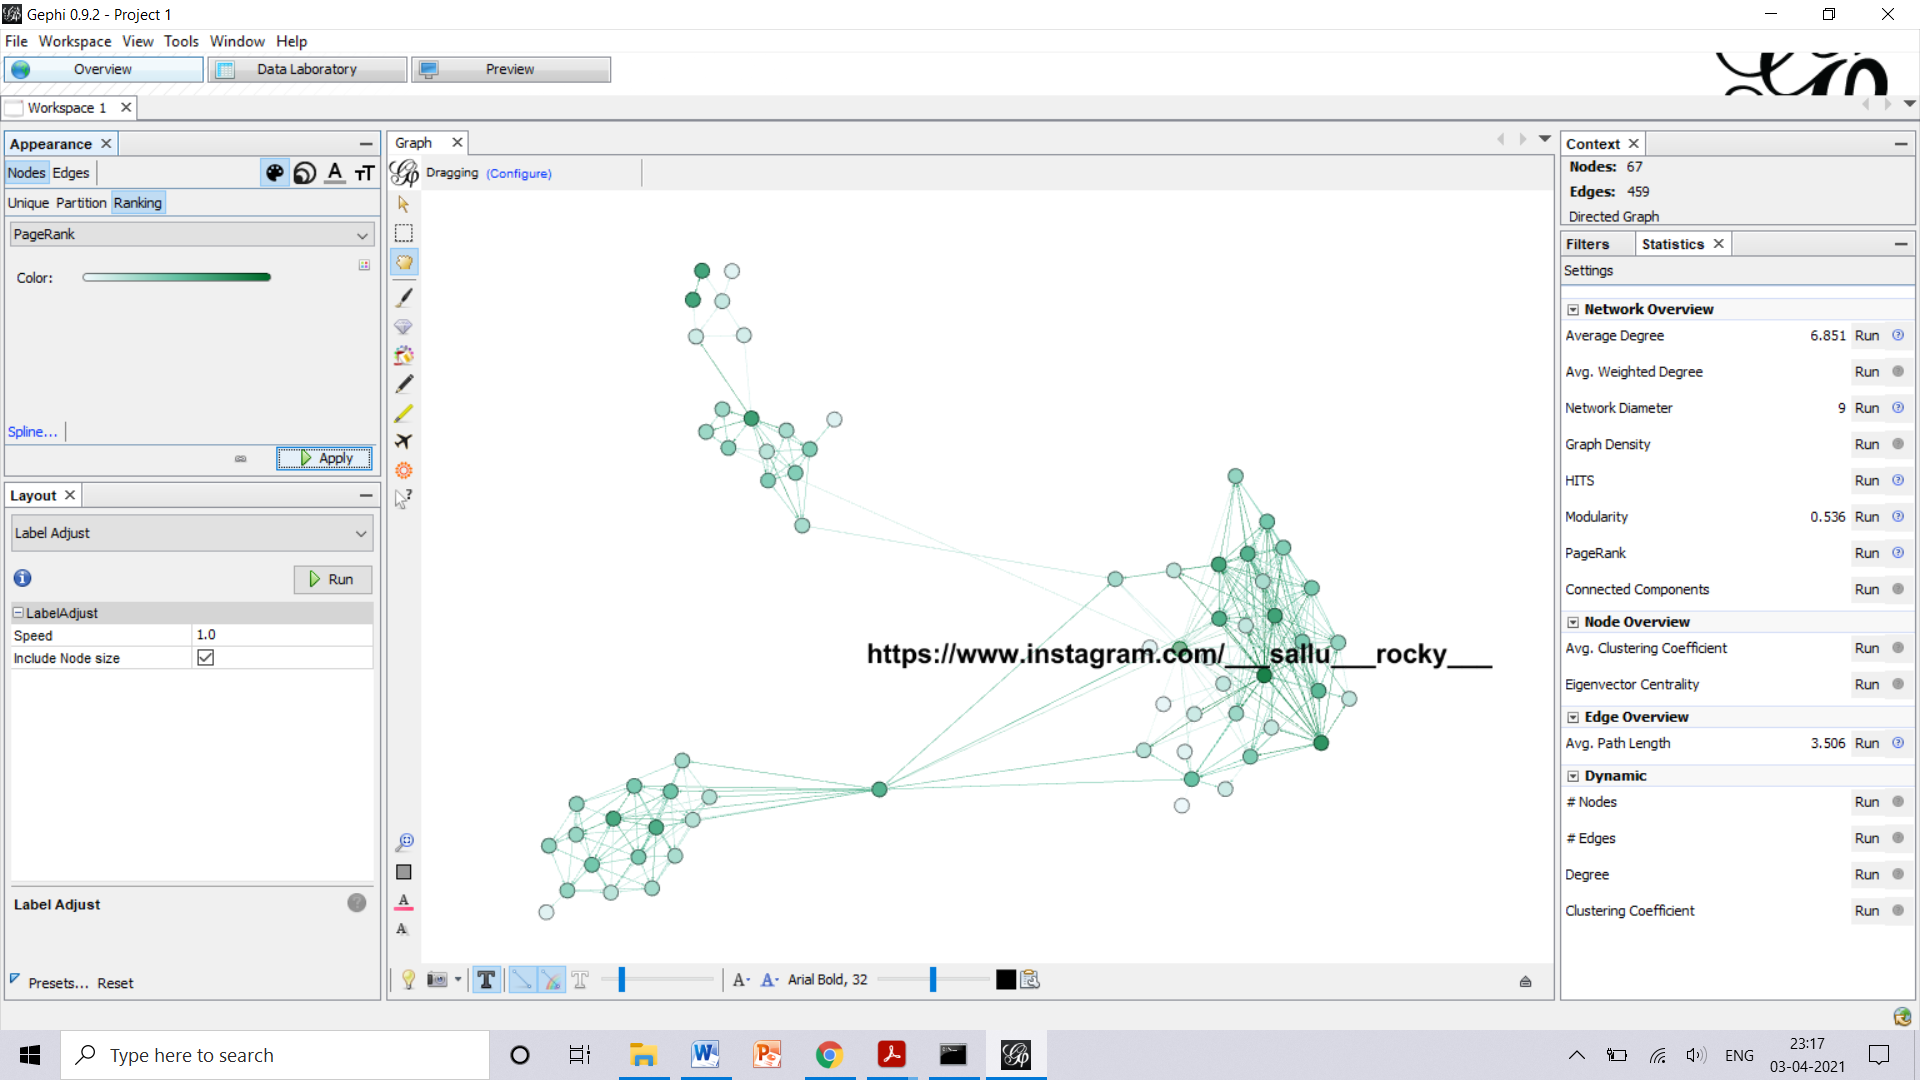 Gephi 0.9.2 - Project 1
File Workspace View Tools Window Help
Overview Data Laboratory Preview
Workspace 1
Appearance
Nodes Edges
Unique Partition Ranking
PageRank
Color:
Spline...
Apply
Layout
Label Adjust
Run
LabelAdjust
Speed 1.0
Include Node size
Label Adjust
Presets... Reset
Graph
Dragging (Configure)
https://www.instagram.com/___sallu___rocky___
Arial Bold, 32
Context
Nodes: 67
Edges: 459
Directed Graph
Filters Statistics
Settings
Network Overview
Average Degree 6.851 Run
Avg. Weighted Degree Run
Network Diameter 9 Run
Graph Density Run
HITS Run
Modularity 0.536 Run
PageRank Run
Connected Components Run
Node Overview
Avg. Clustering Coefficient Run
Eigenvector Centrality Run
Edge Overview
Avg. Path Length 3.506 Run
Dynamic
# Nodes Run
# Edges Run
Degree Run
Clustering Coefficient Run
Type here to search
ENG
23:17
03-04-2021